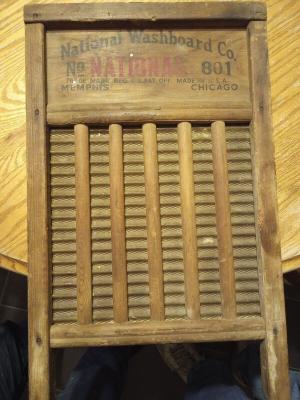 National Washboard Co.
No. NATIONAL 801
TRADE MARK REG. U.S. PAT. OFF. MADE IN U.S.A.
MEMPHIS CHICAGO